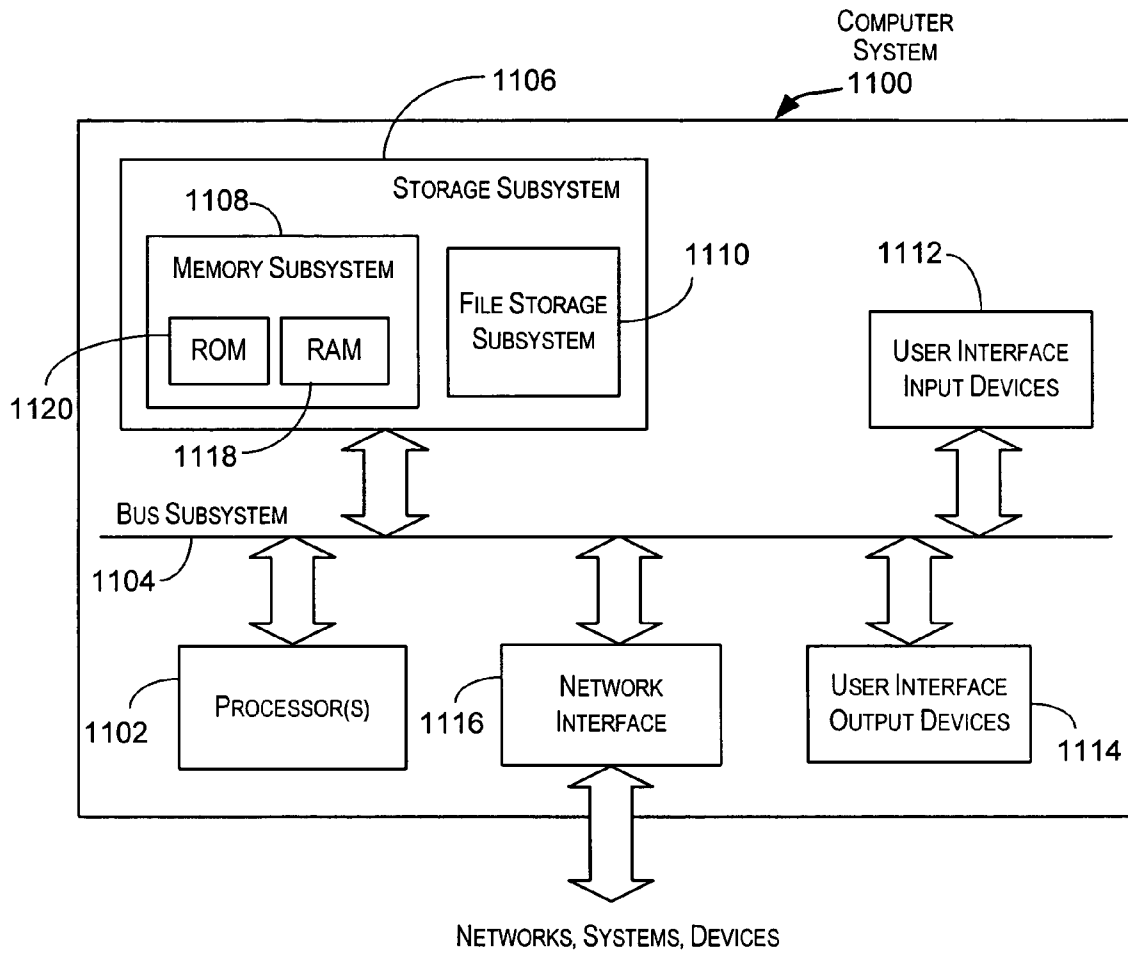 COMPUTER
SYSTEM
1100
1106
STORAGE SUBSYSTEM
1108
MEMORY SUBSYSTEM
ROM
RAM
1120
1118
FILE STORAGE
SUBSYSTEM
1110
1112
USER INTERFACE
INPUT DEVICES
BUS SUBSYSTEM
1104
PROCESSOR(S)
1102
NETWORK
INTERFACE
1116
USER INTERFACE
OUTPUT DEVICES
1114
NETWORKS, SYSTEMS, DEVICES